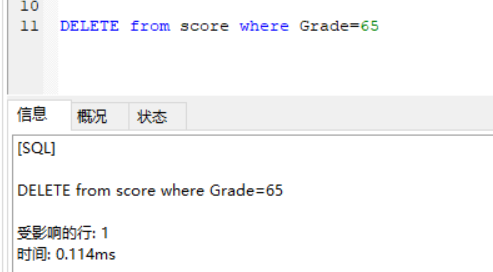 10
11 DELETE from score where Grade=65
信息 概况 状态
[SQL]
DELETE from score where Grade=65
受影响的行: 1
时间: 0.114ms